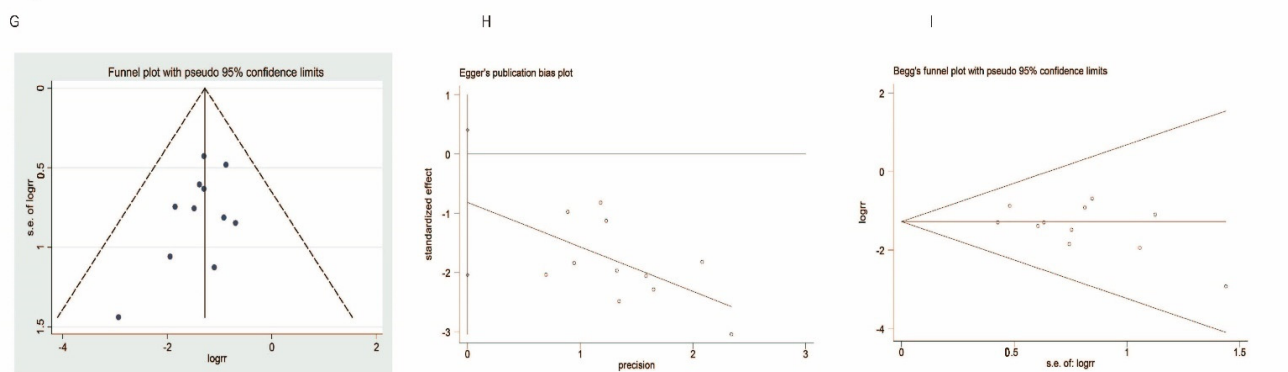 G
H
I
Funnel plot with pseudo 95% confidence limits
0
0.5
1
1.5
s.e. of logrr
-4
-2
0
2
logrr
Egger's publication bias plot
1
0
-1
-2
-3
standardized effect
0
1
2
3
precision
Begg's funnel plot with pseudo 95% confidence limits
2
0
-2
-4
logrr
0
0.5
1
1.5
s.e. of: logrr